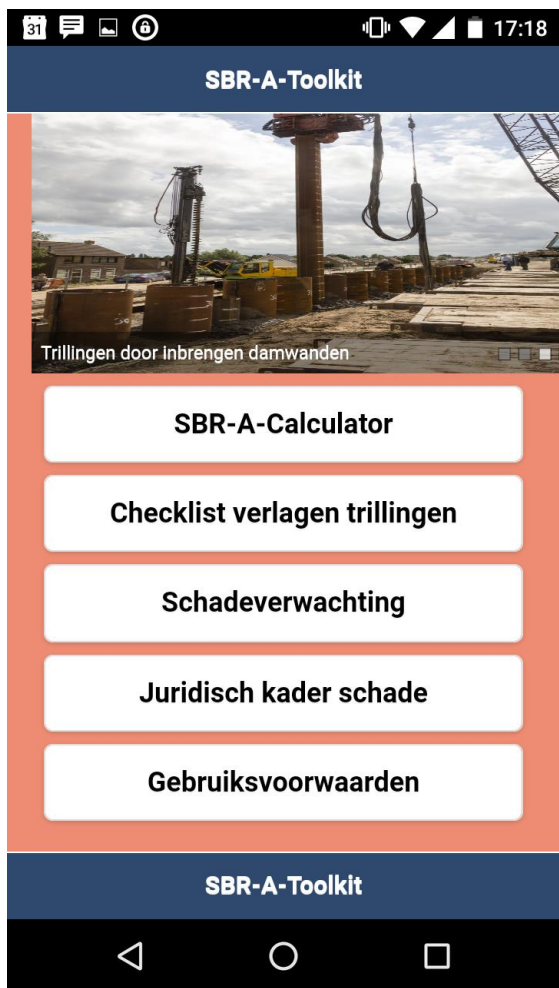 31
17:18
SBR-A-Toolkit
Trillingen door inbrengen damwanden
SBR-A-Calculator
Checklist verlagen trillingen
Schadeverwachting
Juridisch kader schade
Gebruiksvoorwaarden
SBR-A-Toolkit